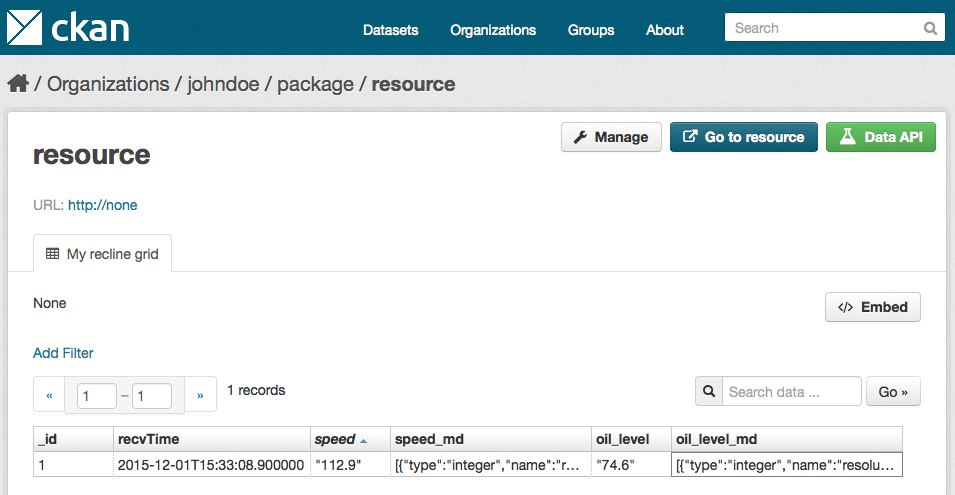 ckan Datasets Organizations Groups About Search
/ Organizations / johndoe / package / resource
resource Manage Go to resource Data API
URL: http://none
My recline grid
None Embed
Add Filter
« 1 – 1 » 1 records Search data ... Go »
_id recvTime speed speed_md oil_level oil_level_md
1 2015-12-01T15:33:08.900000 "112.9" [{"type":"integer","name":"r... "74.6" [{"type":"integer","name":"resolu...